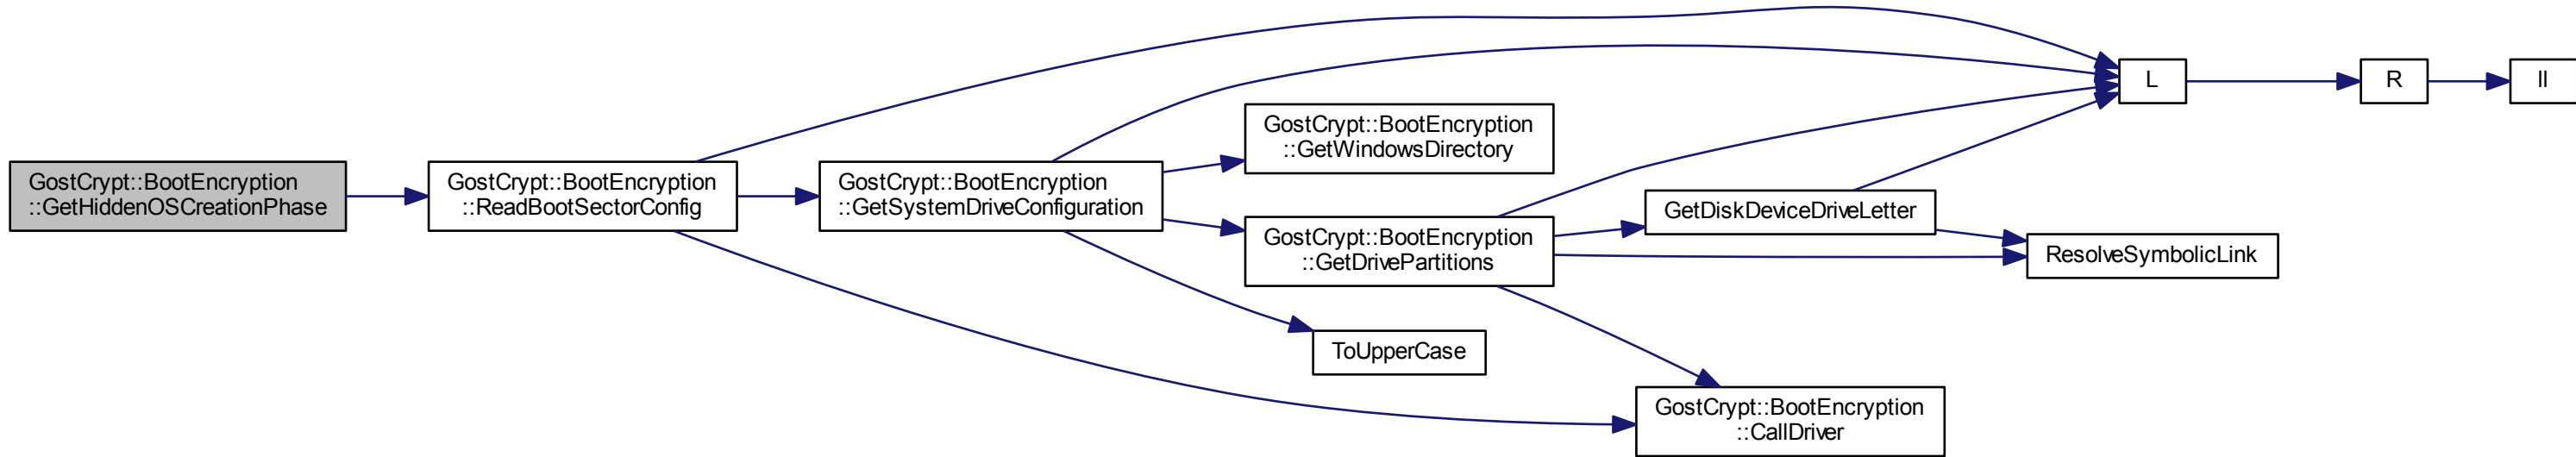 GostCrypt::BootEncryption
::GetHiddenOSCreationPhase
GostCrypt::BootEncryption
::ReadBootSectorConfig
GostCrypt::BootEncryption
::GetSystemDriveConfiguration
GostCrypt::BootEncryption
::GetWindowsDirectory
GostCrypt::BootEncryption
::GetDrivePartitions
ToUpperCase
GetDiskDeviceDriveLetter
GostCrypt::BootEncryption
::CallDriver
ResolveSymbolicLink
L
R
ll